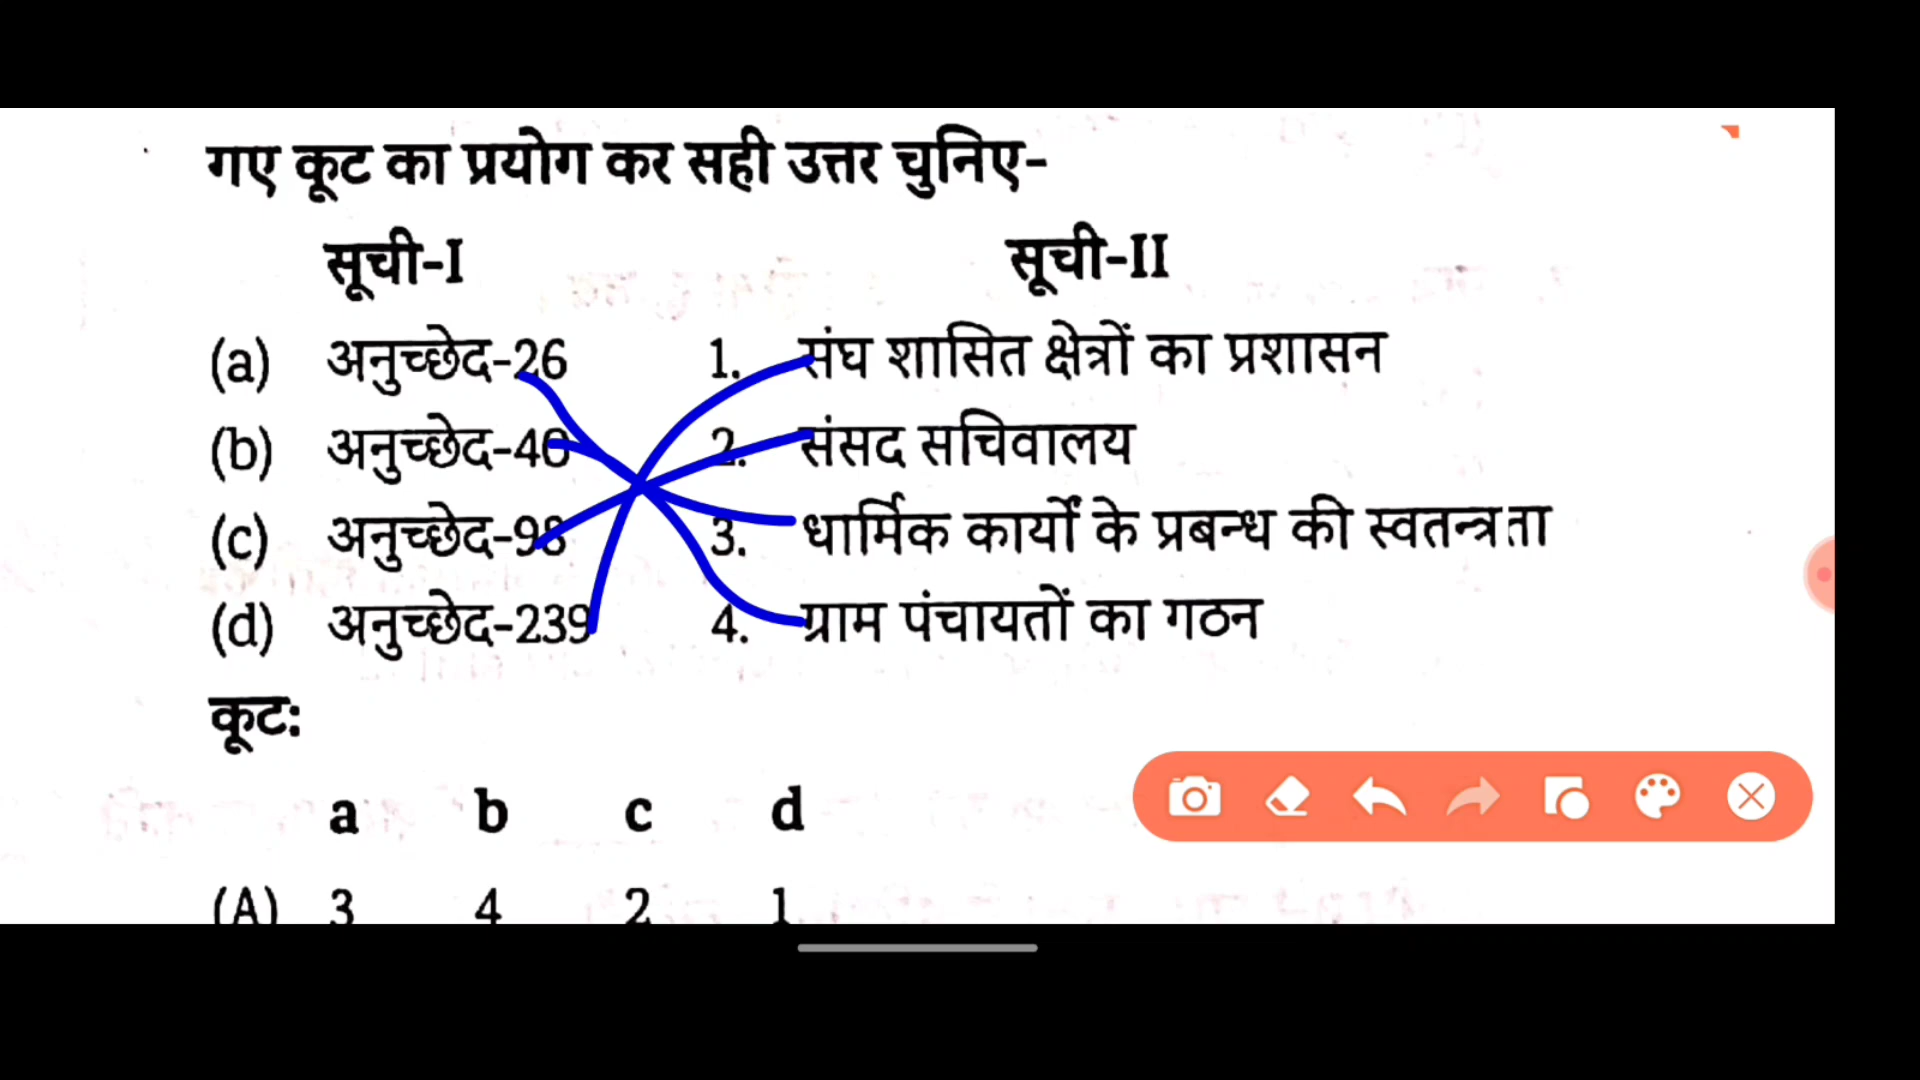 गए कूट का प्रयोग कर सही उत्तर चुनिए-
सूची-I सूची-II
(a) अनुच्छेद-26 1. संघ शासित क्षेत्रों का प्रशासन
(b) अनुच्छेद-40 2. संसद सचिवालय
(c) अनुच्छेद-98 3. धार्मिक कार्यों के प्रबन्ध की स्वतन्त्रता
(d) अनुच्छेद-239 4. ग्राम पंचायतों का गठन
कूट:
a b c d
(A) 3 4 2 1